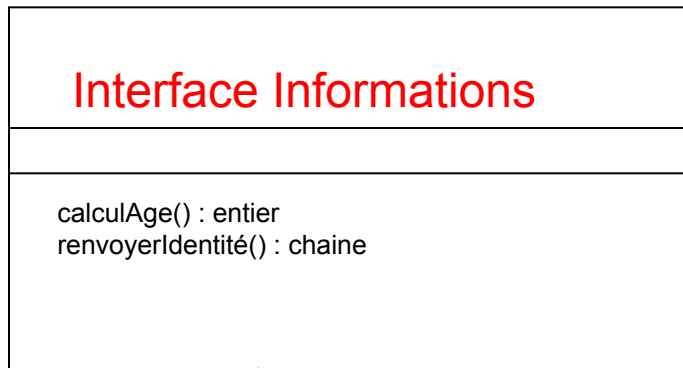 Interface Informations
calculAge() : entier
renvoyerIdentité() : chaine